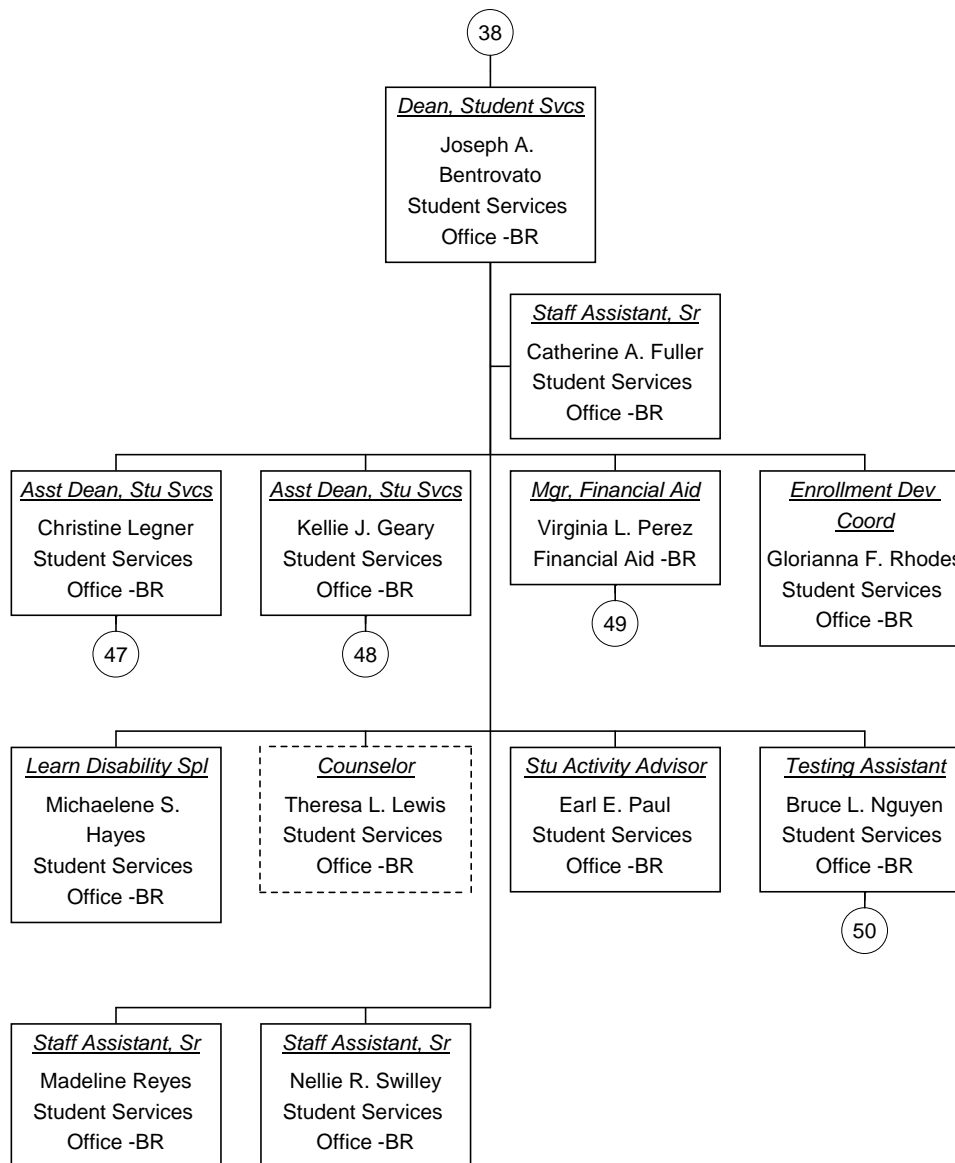 38
Dean, Student Svcs
Joseph A.
Bentrovato
Student Services
Office -BR
Staff Assistant, Sr
Catherine A. Fuller
Student Services
Office -BR
Asst Dean, Stu Svcs
Christine Legner
Student Services
Office -BR
47
Asst Dean, Stu Svcs
Kellie J. Geary
Student Services
Office -BR
48
Mgr, Financial Aid
Virginia L. Perez
Financial Aid -BR
49
Enrollment Dev
Coord
Glorianna F. Rhodes
Student Services
Office -BR
Learn Disability Spl
Michaelene S.
Hayes
Student Services
Office -BR
Counselor
Theresa L. Lewis
Student Services
Office -BR
Stu Activity Advisor
Earl E. Paul
Student Services
Office -BR
Testing Assistant
Bruce L. Nguyen
Student Services
Office -BR
50
Staff Assistant, Sr
Madeline Reyes
Student Services
Office -BR
Staff Assistant, Sr
Nellie R. Swilley
Student Services
Office -BR